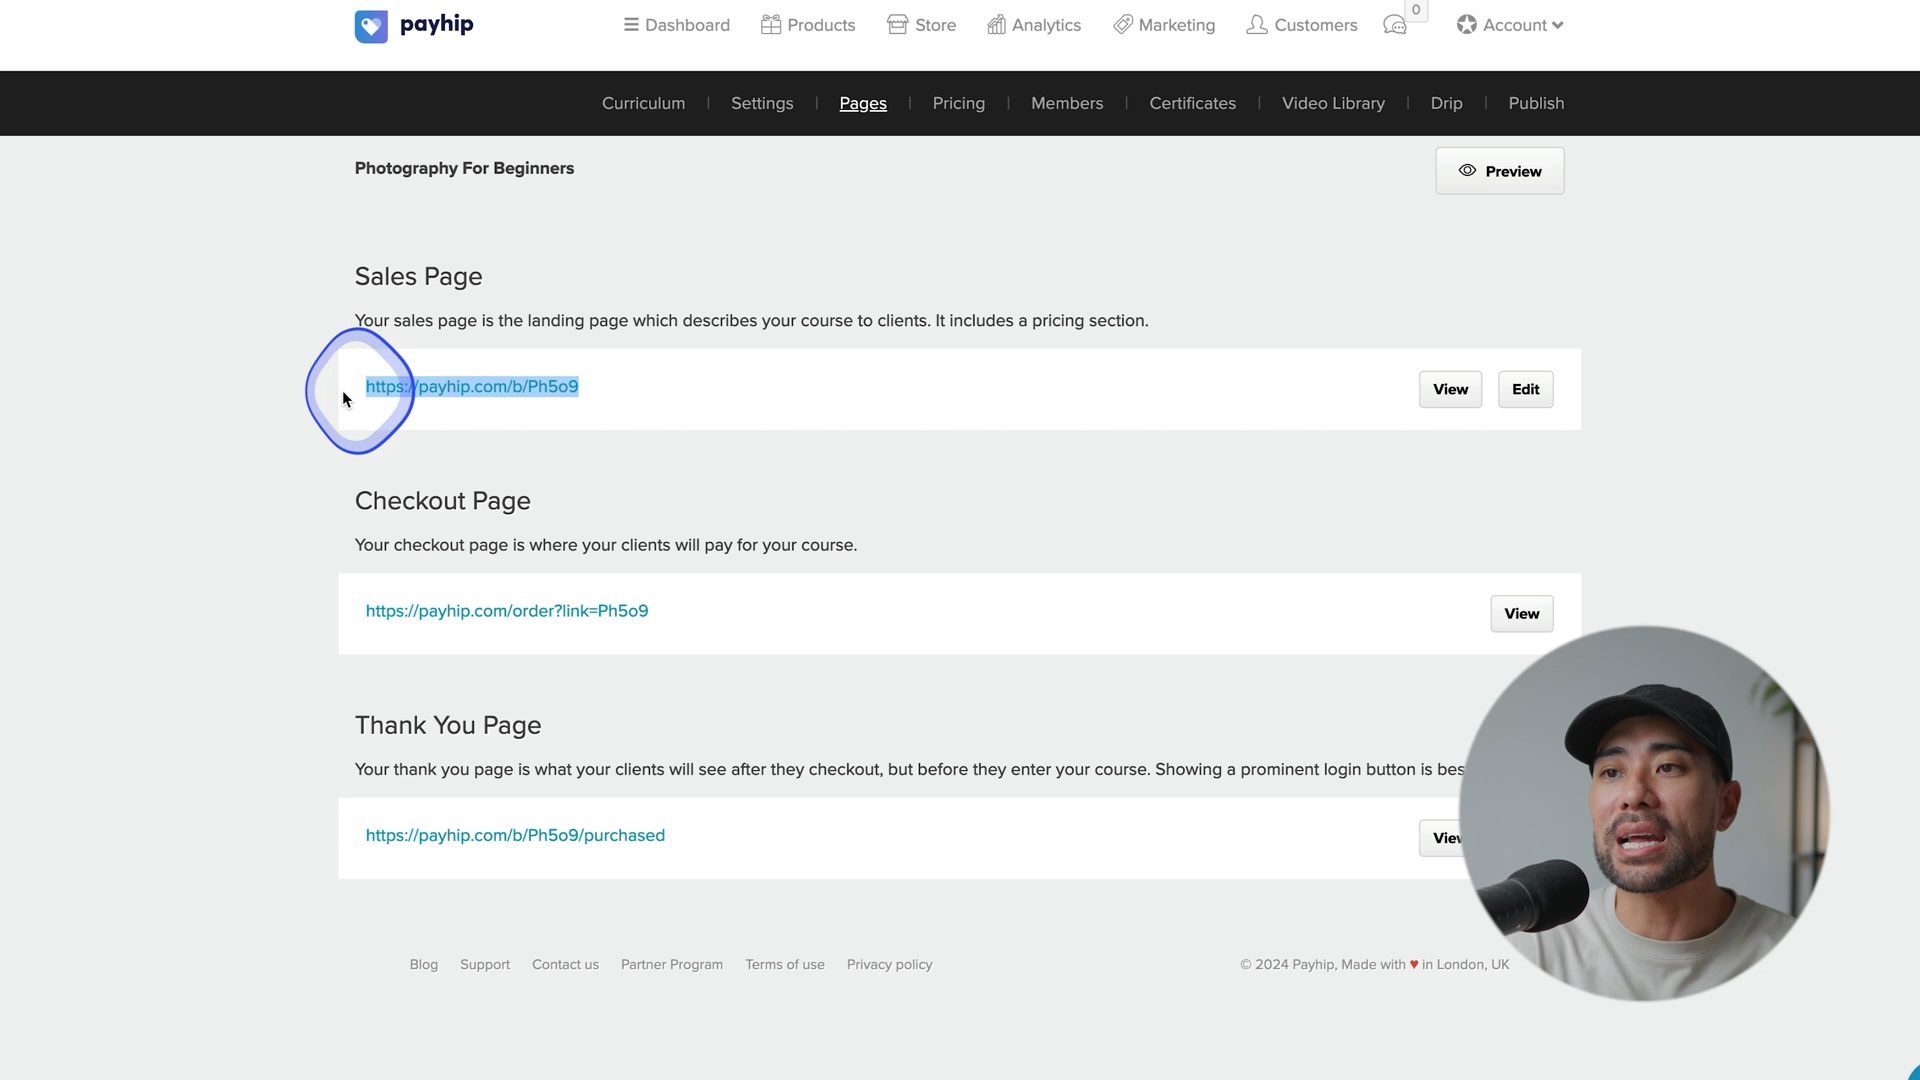 payhip
Dashboard
Products
Store
Analytics
Marketing
Customers
0
Account
Curriculum | Settings | Pages | Pricing | Members | Certificates | Video Library | Drip | Publish
Photography For Beginners
Preview
Sales Page
Your sales page is the landing page which describes your course to clients. It includes a pricing section.
https://payhip.com/b/Ph5o9
View
Edit
Checkout Page
Your checkout page is where your clients will pay for your course.
https://payhip.com/order?link=Ph5o9
View
Thank You Page
Your thank you page is what your clients will see after they checkout, but before they enter your course. Showing a prominent login button is
https://payhip.com/b/Ph5o9/purchased
View
Blog
Support
Contact us
Partner Program
Terms of use
Privacy policy
© 2024 Payhip, Made with ♥ in London, UK